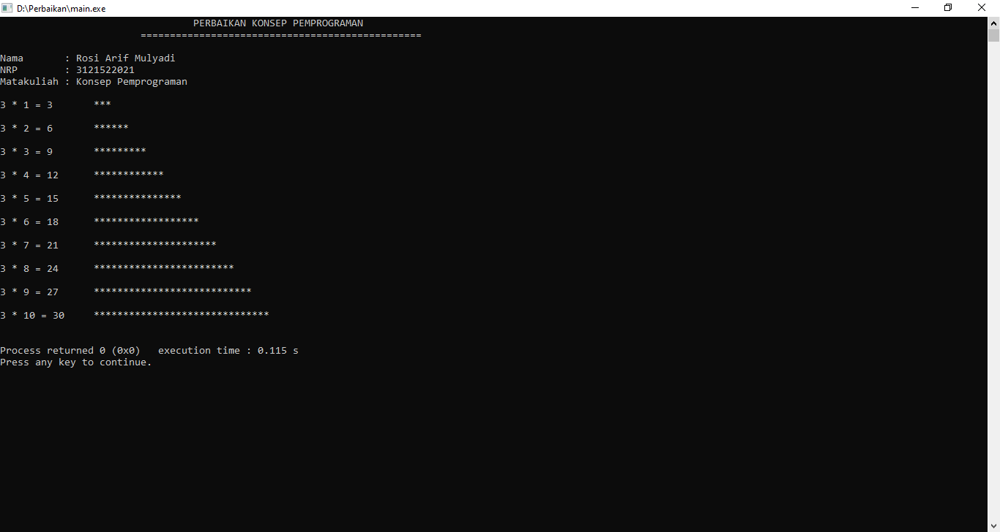 D:\Perbaikan\main.exe
PERBAIKAN KONSEP PEMPROGRAMAN
================================================
Nama       : Rosi Arif Mulyadi
NRP        : 3121522021
Matakuliah : Konsep Pemprograman
3 * 1 = 3       ***
3 * 2 = 6       ******
3 * 3 = 9       *********
3 * 4 = 12      ************
3 * 5 = 15      ***************
3 * 6 = 18      ******************
3 * 7 = 21      *********************
3 * 8 = 24      ************************
3 * 9 = 27      ***************************
3 * 10 = 30     ******************************
Process returned 0 (0x0)   execution time : 0.115 s
Press any key to continue.